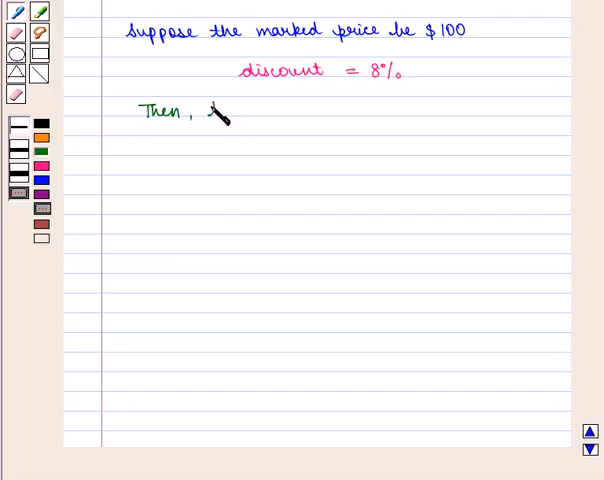 Suppose the marked price be $100
discount = 8%
Then,